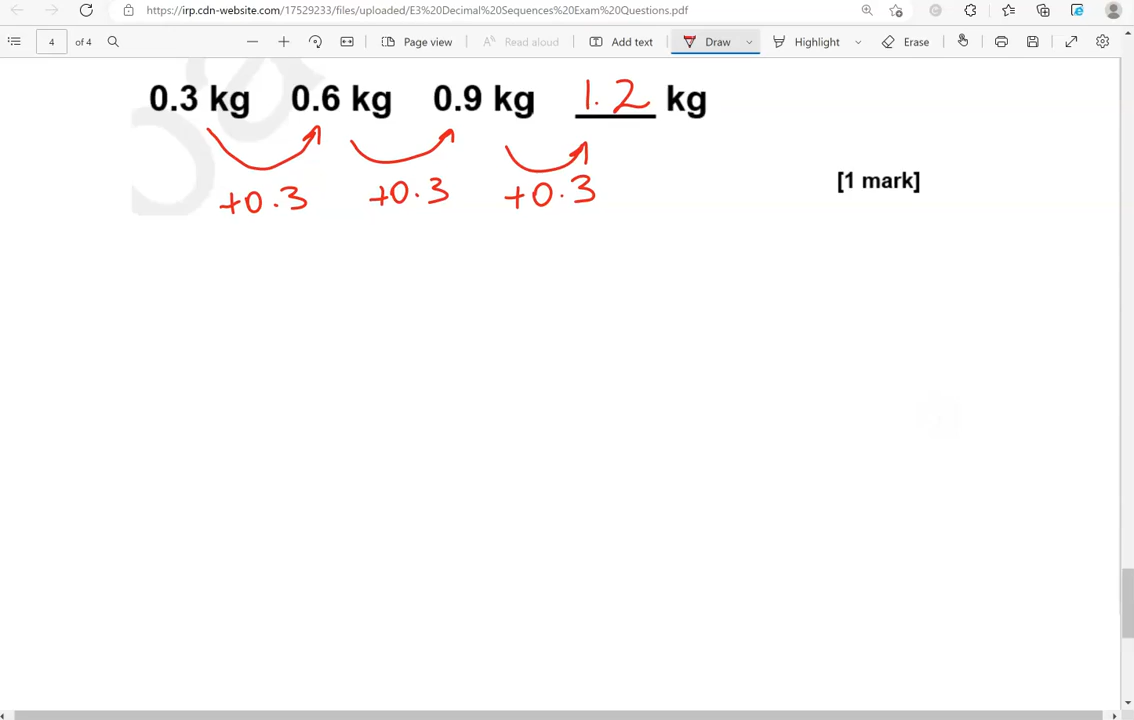 https://irp.cdn-website.com/17529233/files/uploaded/E3%20Decimal%20Sequences%20Exam%20Questions.pdf
4 of 4 Page view Read aloud Add text Draw Highlight Erase
0.3 kg 0.6 kg 0.9 kg 1.2 kg
+0.3 +0.3 +0.3
[1 mark]